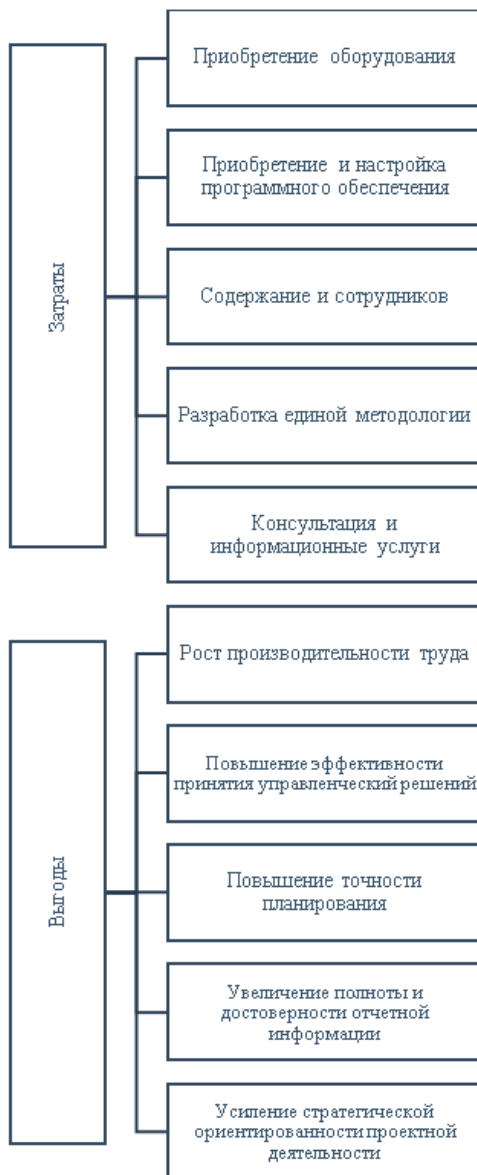 Затраты
Приобретение оборудования
Приобретение и настройка
программного обеспечения
Содержание и сотрудников
Разработка единой методологии
Консультация и
информационные услуги
Выгоды
Рост производительности труда
Повышение эффективности
принятия управленческий решений
Повышение точности
планирования
Увеличение полноты и
достоверности отчетной
информации
Усиление стратегической
ориентированности проектной
деятельности